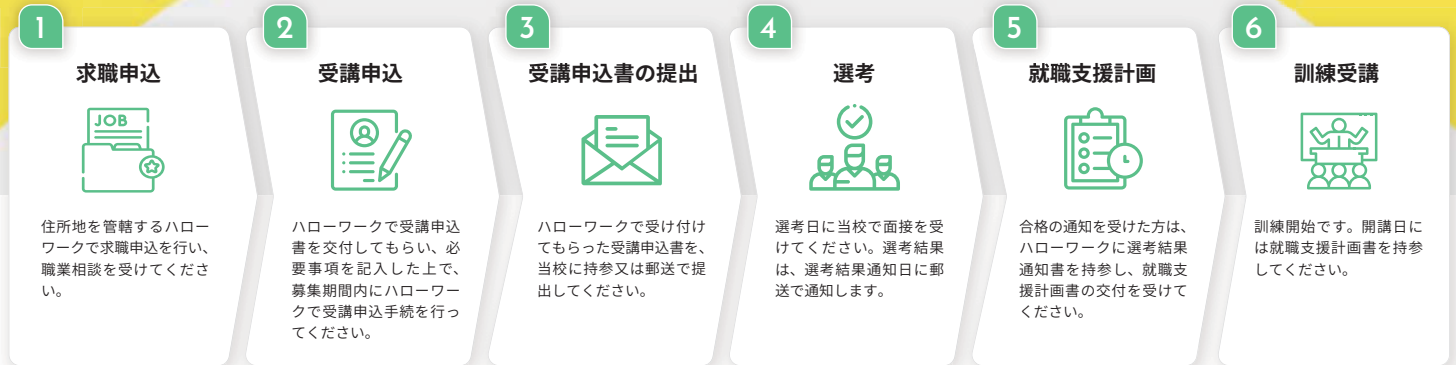 1
求職申込
JOB
住所地を管轄するハロー
ワークで求職申込を行い、
職業相談を受けてくださ
い。
2
受講申込
ハローワークで受講申込
書を交付してもらい、必
要事項を記入した上で、
募集期間内にハローワー
クで受講申込手続を行っ
てください。
3
受講申込書の提出
ハローワークで受け付け
てもらった受講申込書を、
当校に持参又は郵送で提
出してください。
4
選考
選考日に当校で面接を受
けてください。選考結果
は、選考結果通知日に郵
送で通知します。
5
就職支援計画
合格の通知を受けた方は、
ハローワークに選考結果
通知書を持参し、就職支
援計画書の交付を受けて
ください。
6
訓練受講
訓練開始です。開講日に
は就職支援計画書を持参
してください。